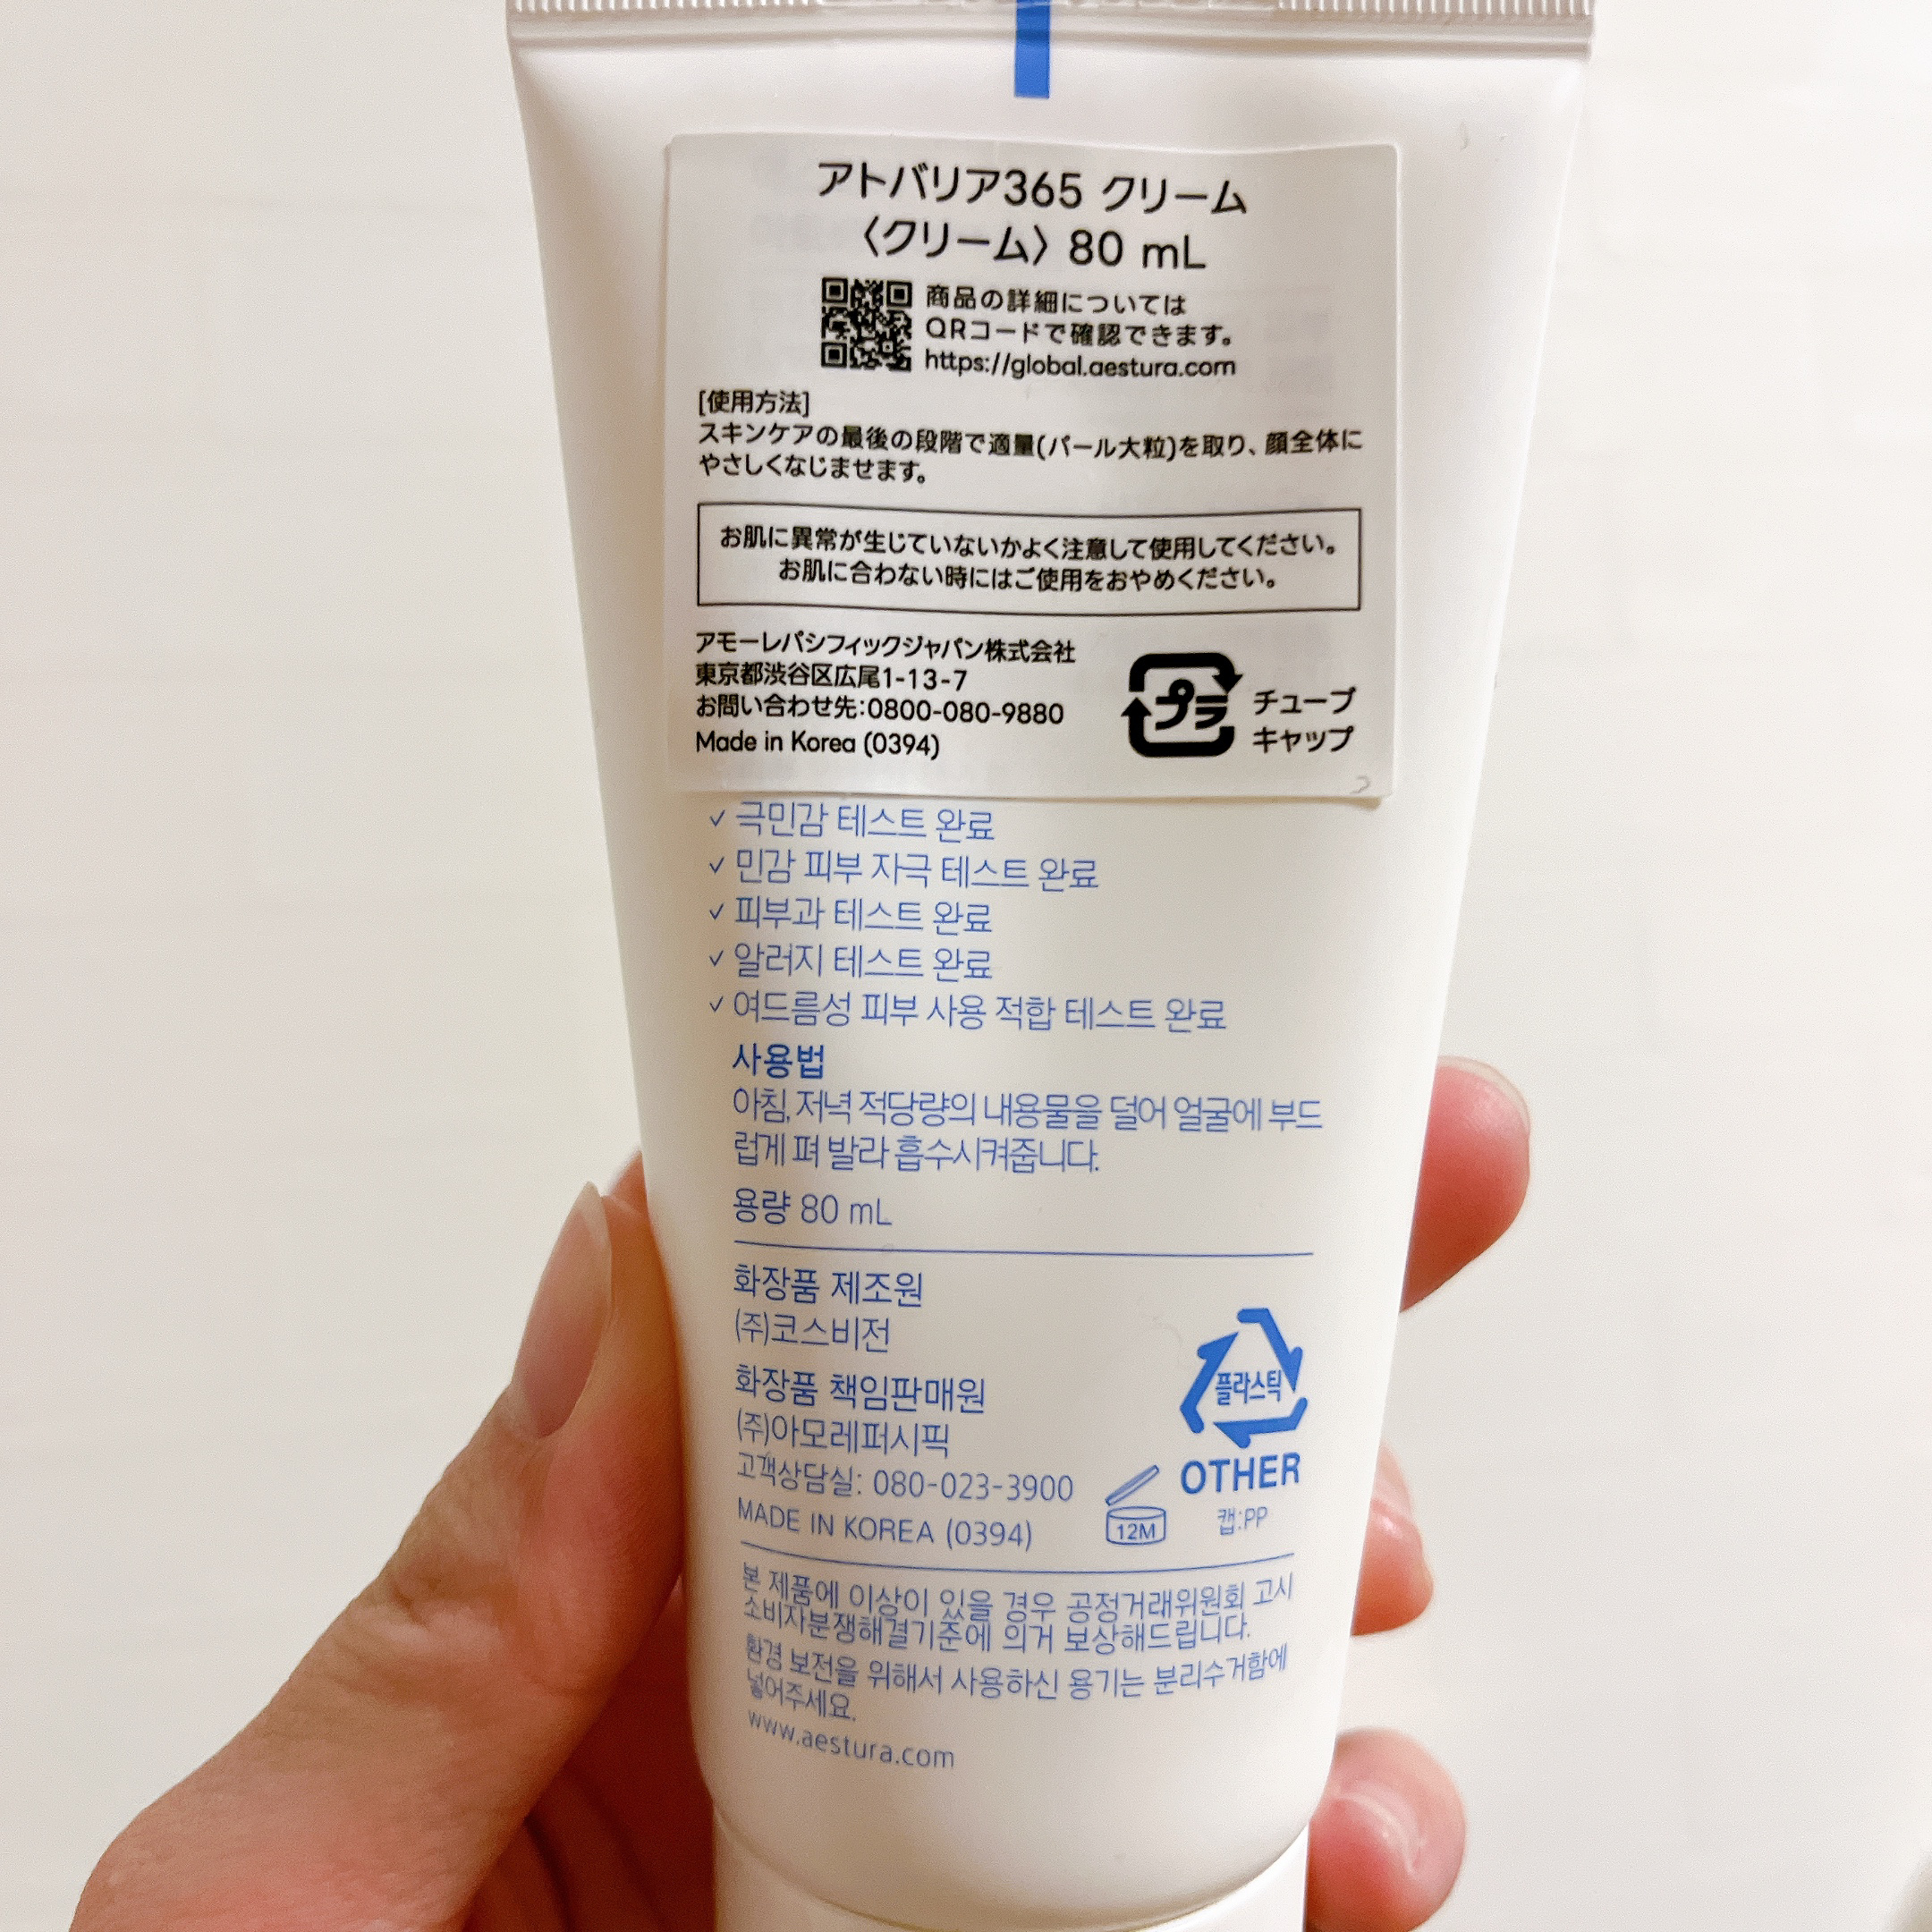 アトバリア365 クリーム
〈クリーム〉80 mL
商品の詳細については
QRコードで確認できます。
https://global.aestura.com
[使用方法]
スキンケアの最後の段階で適量(パール大粒)を取り、顔全体に
やさしくなじませます。
お肌に異常が生じていないかよく注意して使用してください。
お肌に合わない時にはご使用をおやめください。
アモーレパシフィックジャパン株式会社
東京都渋谷区広尾1-13-7
お問い合わせ先:0800-080-9880
Made in Korea (0394)
プラ
チューブ
キャップ
✓ 극민감 테스트 완료
✓ 민감 피부 자극 테스트 완료
✓ 피부과 테스트 완료
✓ 알러지 테스트 완료
✓ 여드름성 피부 사용 적합 테스트 완료
사용법
아침, 저녁 적당량의 내용물을 덜어 얼굴에 부드
럽게 펴 발라 흡수시켜줍니다.
용량 80 mL
화장품 제조원
(주)코스비전
화장품 책임판매원
(주)아모레퍼시픽
고객상담실: 080-023-3900
MADE IN KOREA (0394)
12M
플라스틱
OTHER
캡:PP
본 제품에 이상이 있을 경우 공정거래위원회 고시
소비자분쟁해결기준에 의거 보상해드립니다.
환경 보전을 위해서 사용하신 용기는 분리수거함에
넣어주세요.
www.aestura.com